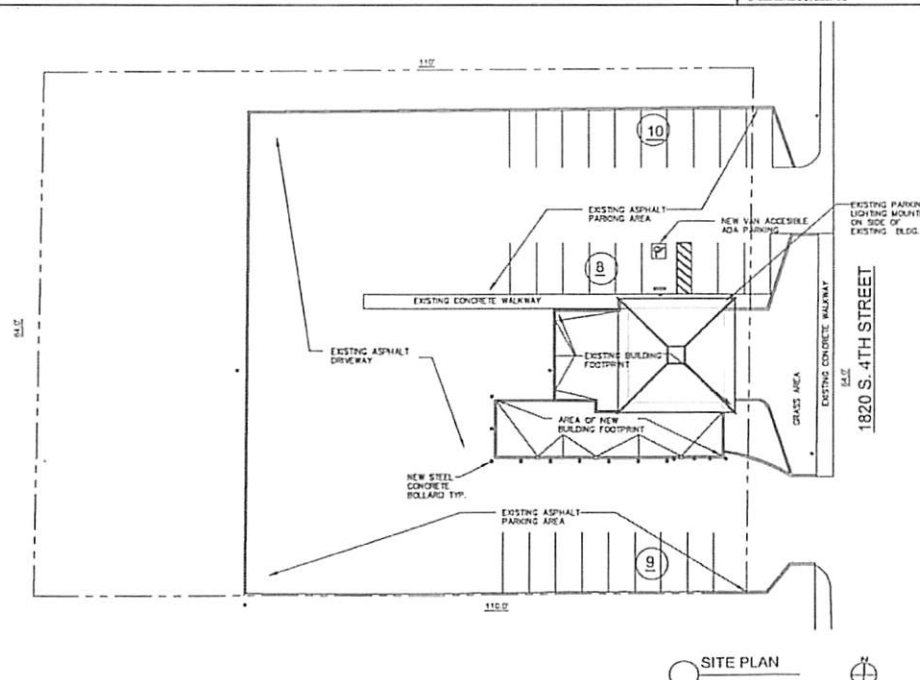 110'
10
EXISTING ASPHALT
PARKING AREA
NEW VAN ACCESIBLE
ADA PARKING
EXISTING PARKIN
LIGHTING MOUNT
ON SIDE OF
EXISTING BLDG.
8
EXISTING CONCRETE WALKWAY
64.0'
EXISTING ASPHALT
DRIVEWAY
EXISTING BUILDING
FOOTPRINT
GRASS AREA
EXISTING CONCRETE WALKWAY
64.0'
1820 S. 4TH STREET
AREA OF NEW
BUILDING FOOTPRINT
NEW STEEL
CONCRETE
BOLLARD TYP.
EXISTING ASPHALT
PARKING AREA
9
110.0'
SITE PLAN
N